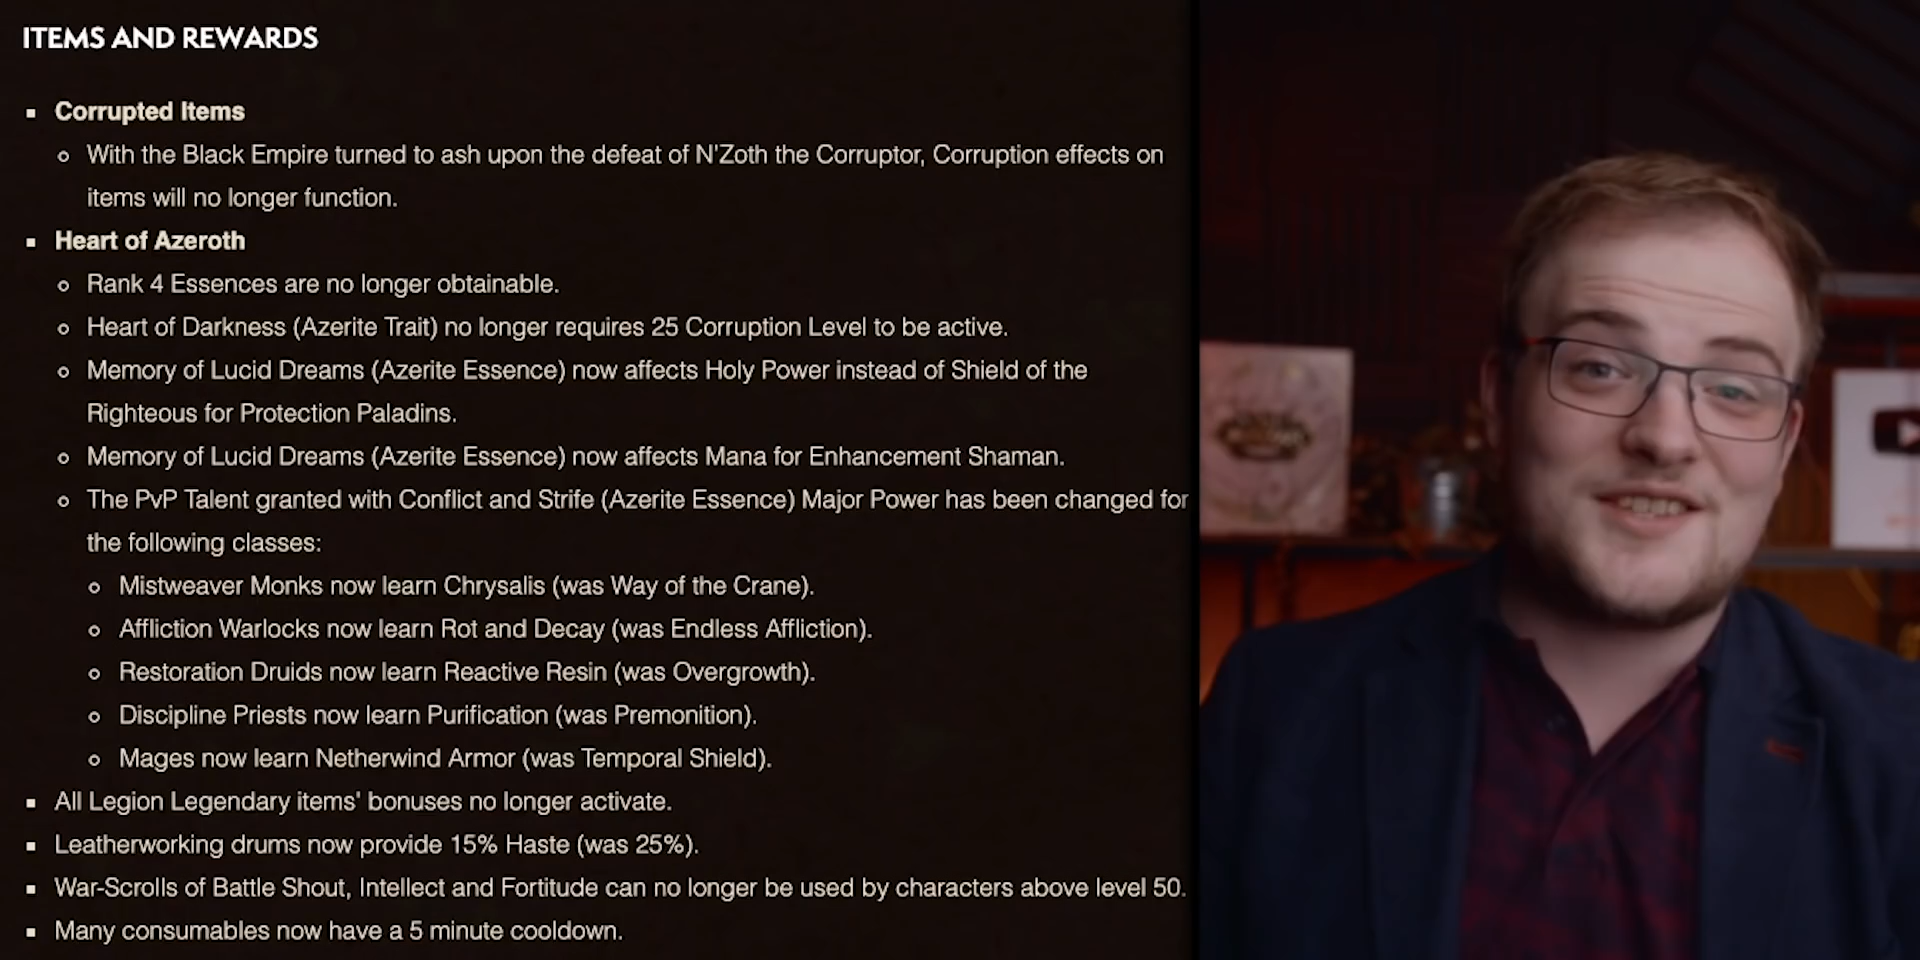 ITEMS AND REWARDS
Corrupted Items
With the Black Empire turned to ash upon the defeat of N'Zoth the Corruptor, Corruption effects on
items will no longer function.
Heart of Azeroth
Rank 4 Essences are no longer obtainable.
Heart of Darkness (Azerite Trait) no longer requires 25 Corruption Level to be active.
Memory of Lucid Dreams (Azerite Essence) now affects Holy Power instead of Shield of the
Righteous for Protection Paladins.
Memory of Lucid Dreams (Azerite Essence) now affects Mana for Enhancement Shaman.
The PvP Talent granted with Conflict and Strife (Azerite Essence) Major Power has been changed for
the following classes:
Mistweaver Monks now learn Chrysalis (was Way of the Crane).
Affliction Warlocks now learn Rot and Decay (was Endless Affliction).
Restoration Druids now learn Reactive Resin (was Overgrowth).
Discipline Priests now learn Purification (was Premonition).
Mages now learn Netherwind Armor (was Temporal Shield).
All Legion Legendary items' bonuses no longer activate.
Leatherworking drums now provide 15% Haste (was 25%).
War-Scrolls of Battle Shout, Intellect and Fortitude can no longer be used by characters above level 50.
Many consumables now have a 5 minute cooldown.